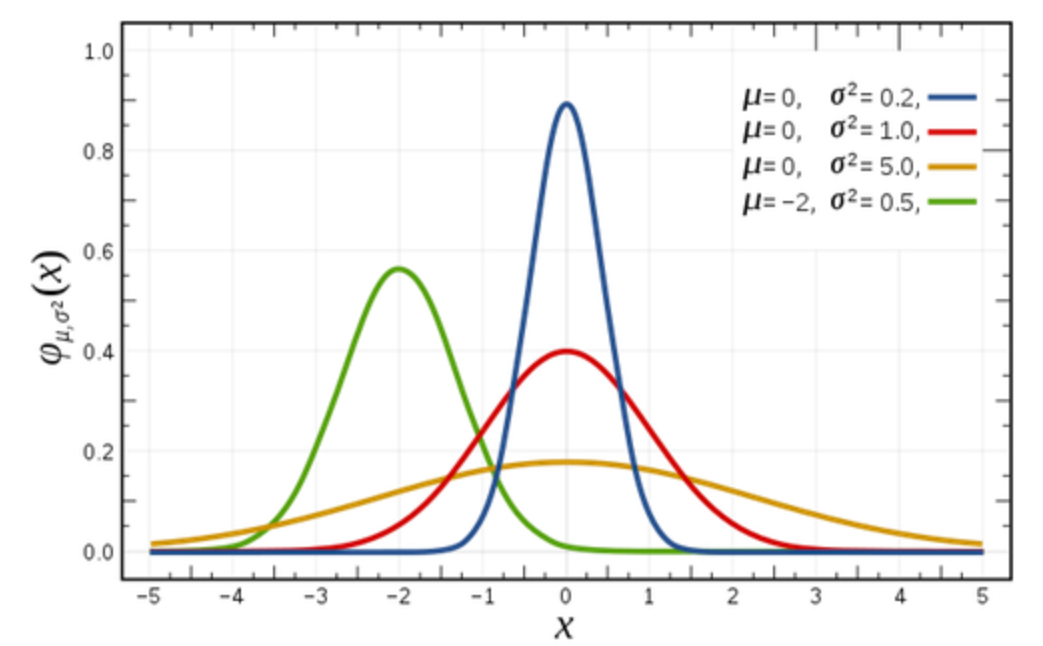 1.0
μ= 0, σ²= 0.2,
μ= 0, σ²= 1.0,
0.8
μ= 0, σ²= 5.0,
μ= −2, σ²= 0.5,
0.6
φμ,σ²(x)
0.4
0.2
0.0
−5 −4 −3 −2 −1 0 1 2 3 4 5
x